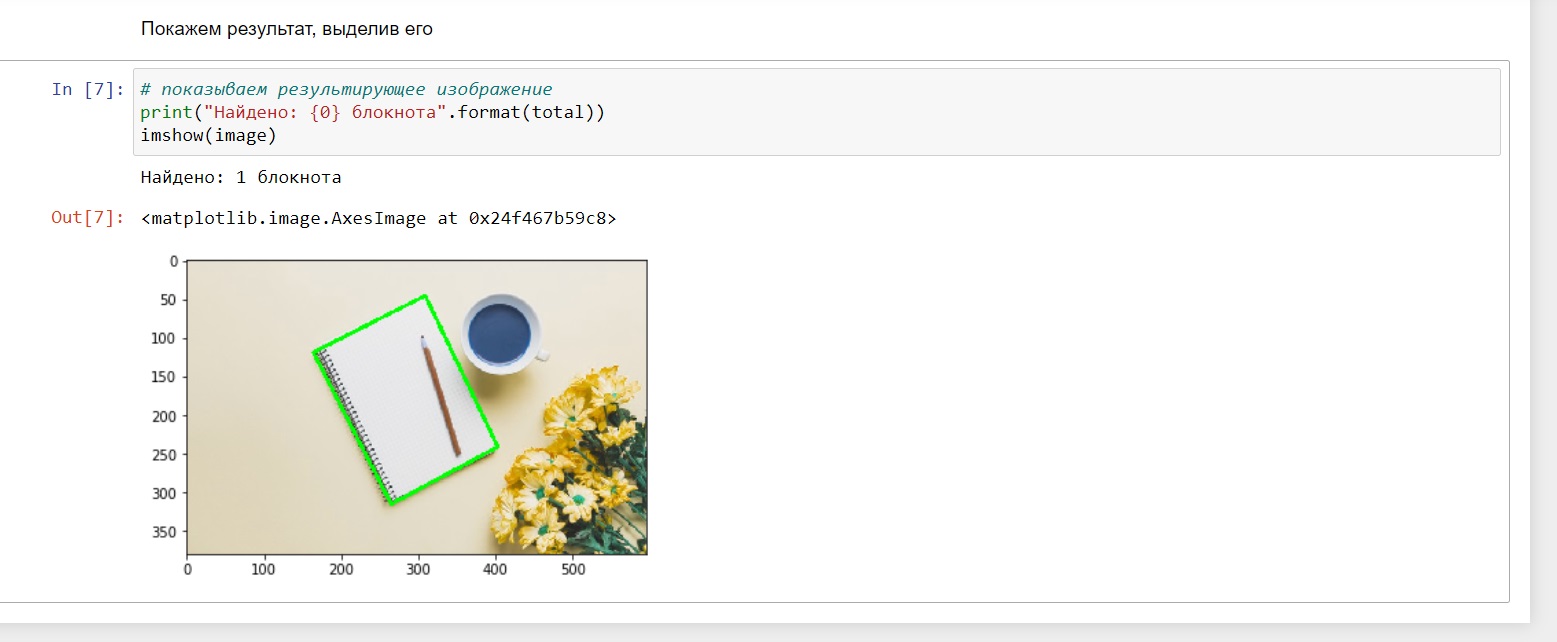 Покажем результат, выделив его
In [7]: # показываем результирующее изображение
print("Найдено: {0} блокнота".format(total))
imshow(image)
Найдено: 1 блокнота
Out[7]: <matplotlib.image.AxesImage at 0x24f467b59c8>
0
50
100
150
200
250
300
350
0 100 200 300 400 500